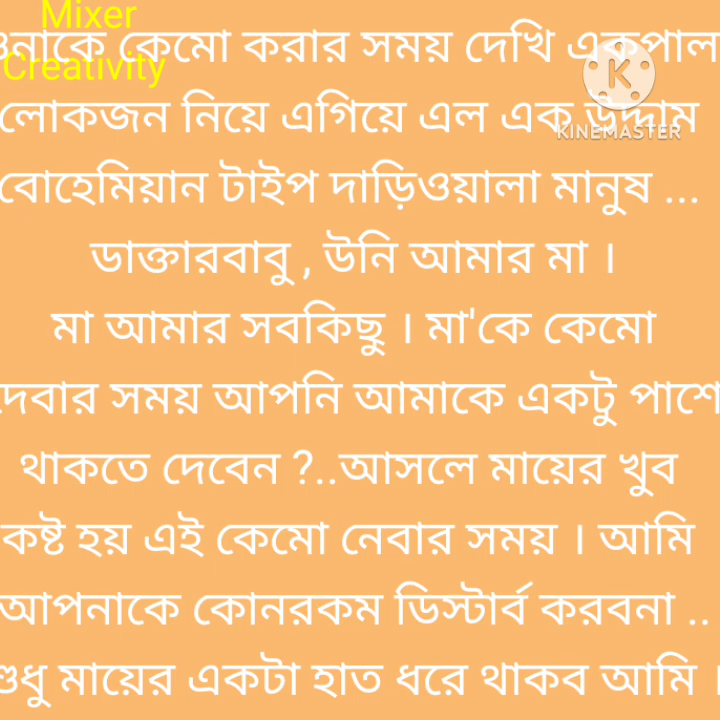 Mixer
Creativity
ওনাকে কেমো করার সময় দেখি একপাল
লোকজন নিয়ে এগিয়ে এল এক উদ্দাম
KINEMASTER
বোহেমিয়ান টাইপ দাড়িওয়ালা মানুষ ...
ডাক্তারবাবু , উনি আমার মা ।
মা আমার সবকিছু । মা'কে কেমো
দেবার সময় আপনি আমাকে একটু পাশে
থাকতে দেবেন ?..আসলে মায়ের খুব
কষ্ট হয় এই কেমো নেবার সময় । আমি
আপনাকে কোনরকম ডিস্টার্ব করবনা ..
শুধু মায়ের একটা হাত ধরে থাকব আমি ।